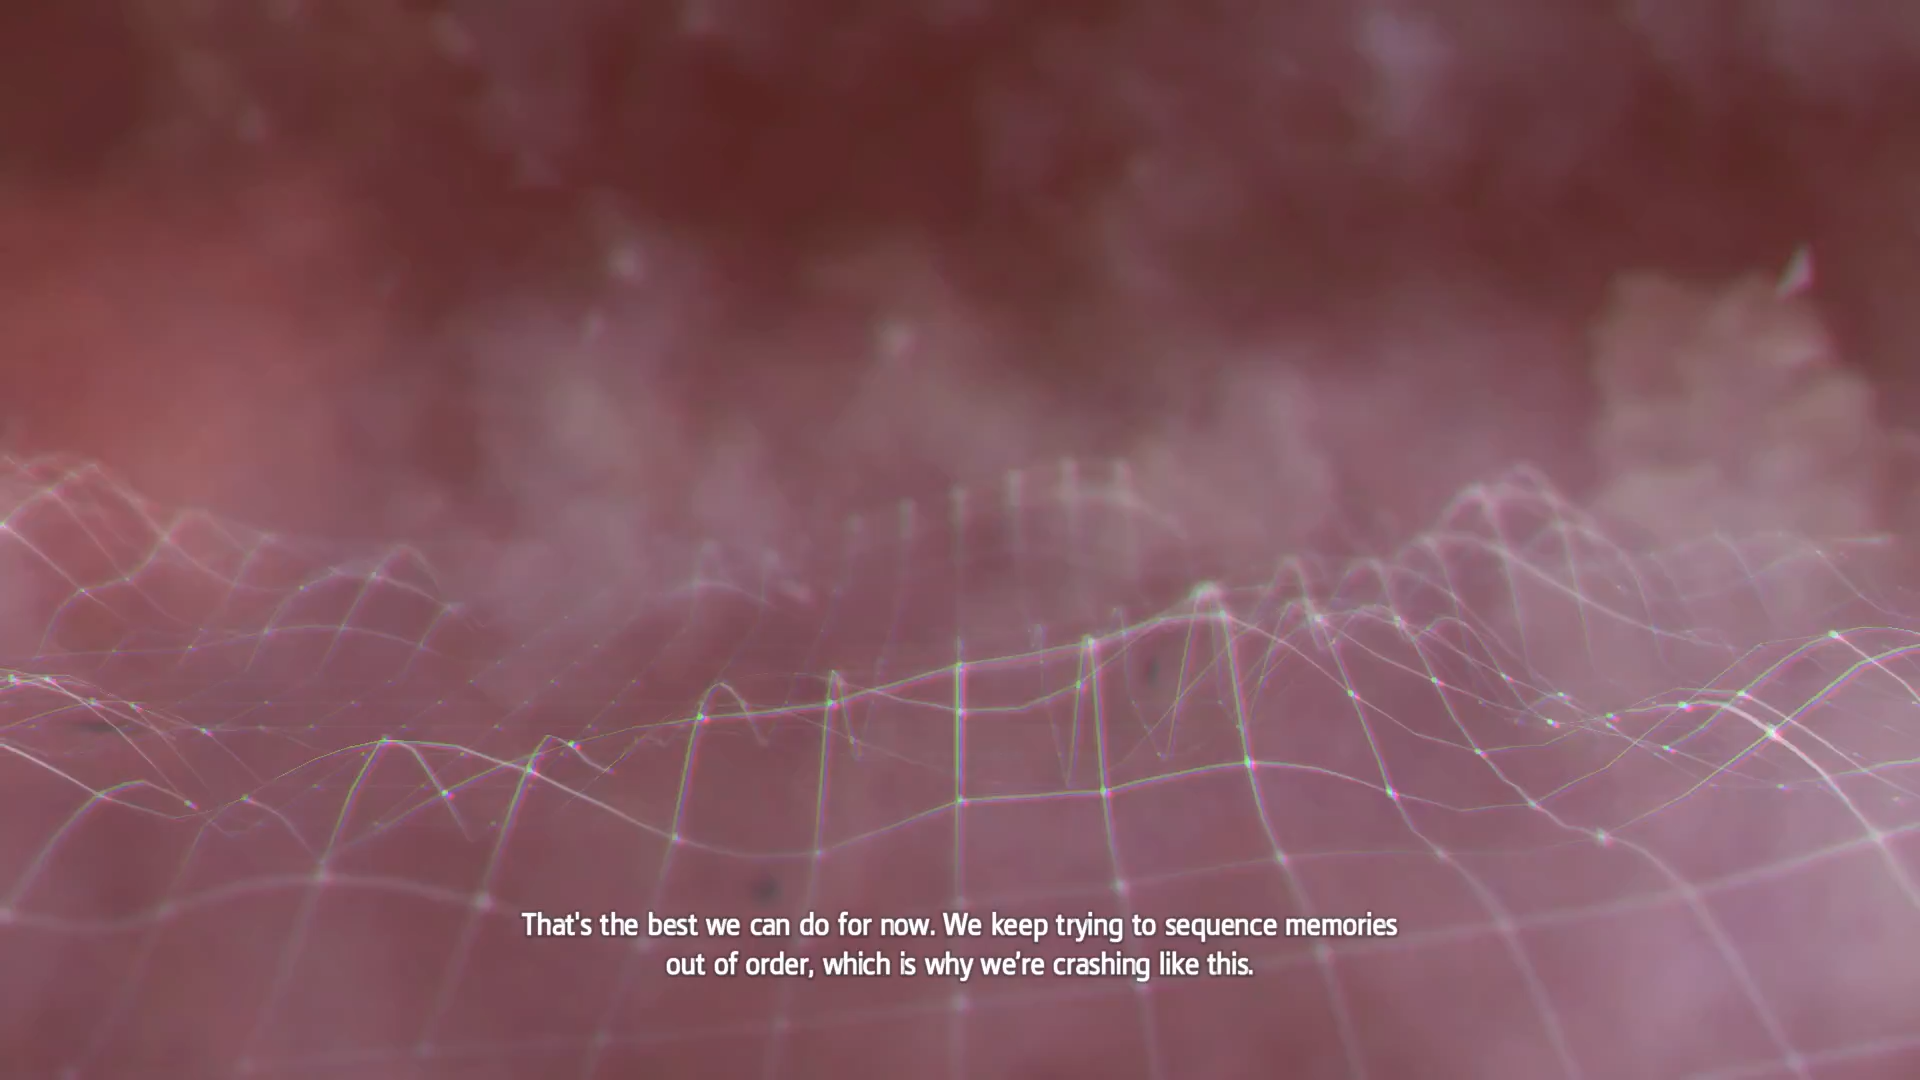 That's the best we can do for now. We keep trying to sequence memories
out of order, which is why we're crashing like this.